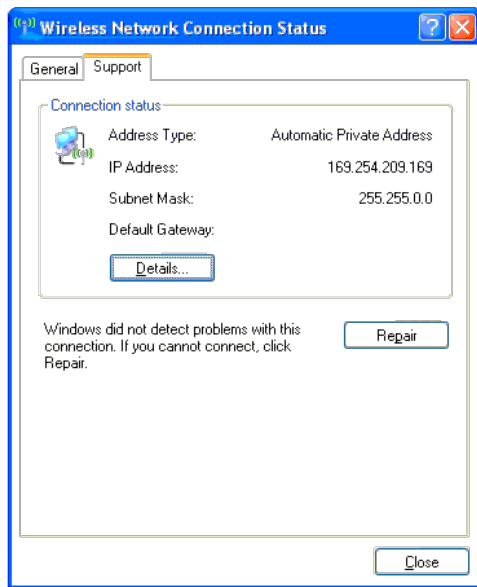 Wireless Network Connection Status
General Support
Connection status
Address Type: Automatic Private Address
IP Address: 169.254.209.169
Subnet Mask: 255.255.0.0
Default Gateway:
Details...
Windows did not detect problems with this
connection. If you cannot connect, click
Repair.
Repair
Close